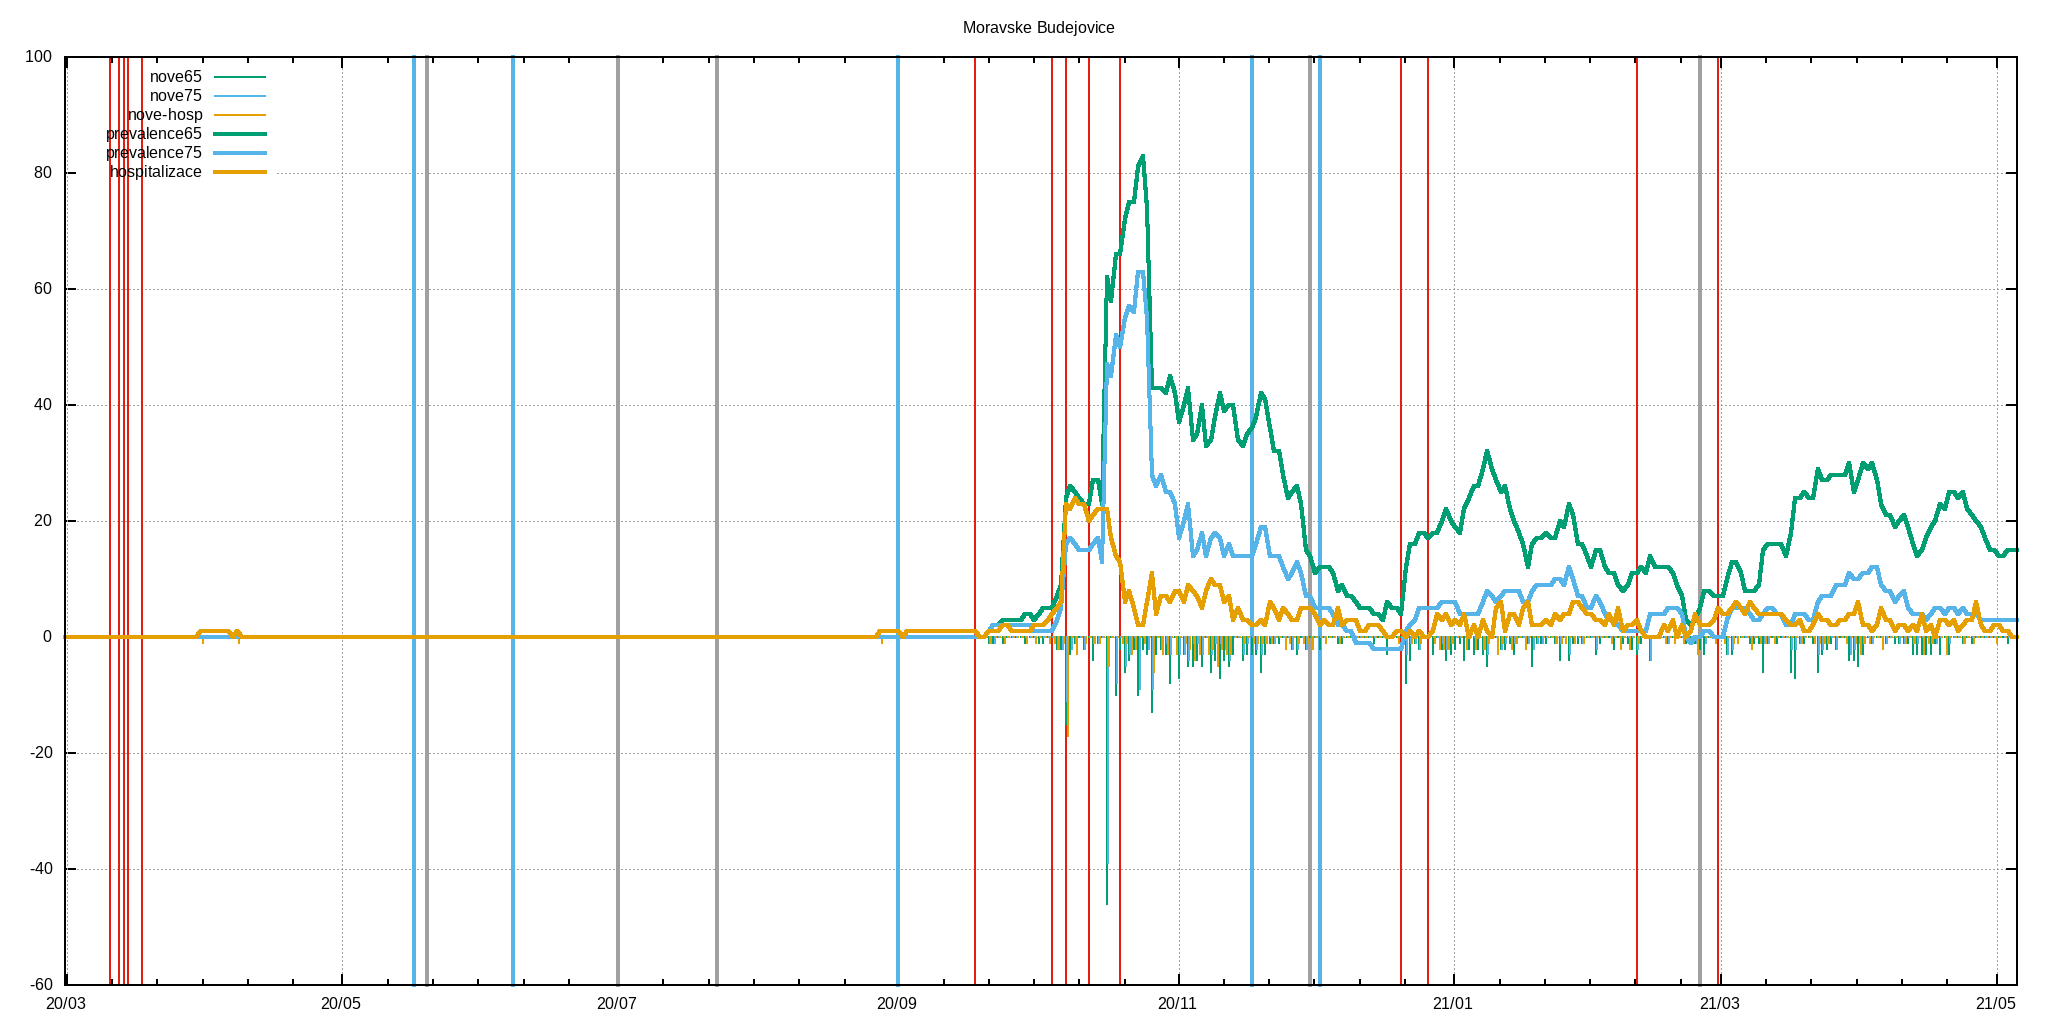 Moravske Budejovice
100
80
60
40
20
0
-20
-40
-60
nove65
nove75
nove-hosp
prevalence65
prevalence75
hospitalizace
20/03 20/05 20/07 20/09 20/11 21/01 21/03 21/05